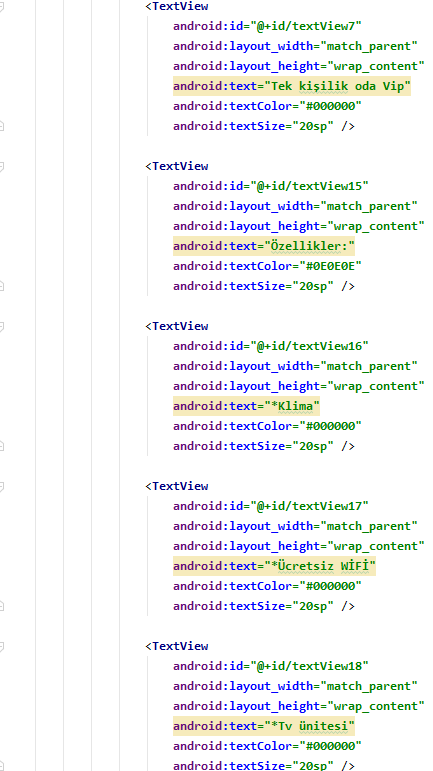 <TextView
android:id="@+id/textView7"
android:layout_width="match_parent"
android:layout_height="wrap_content"
android:text="Tek kişilik oda Vip"
android:textColor="#000000"
android:textSize="20sp" />
<TextView
android:id="@+id/textView15"
android:layout_width="match_parent"
android:layout_height="wrap_content"
android:text="Özellikler:"
android:textColor="#0E0E0E"
android:textSize="20sp" />
<TextView
android:id="@+id/textView16"
android:layout_width="match_parent"
android:layout_height="wrap_content"
android:text="*Klima"
android:textColor="#000000"
android:textSize="20sp" />
<TextView
android:id="@+id/textView17"
android:layout_width="match_parent"
android:layout_height="wrap_content"
android:text="*Ücretsiz WİFİ"
android:textColor="#000000"
android:textSize="20sp" />
<TextView
android:id="@+id/textView18"
android:layout_width="match_parent"
android:layout_height="wrap_content"
android:text="*Tv ünitesi"
android:textColor="#000000"
android:textSize="20sp" />